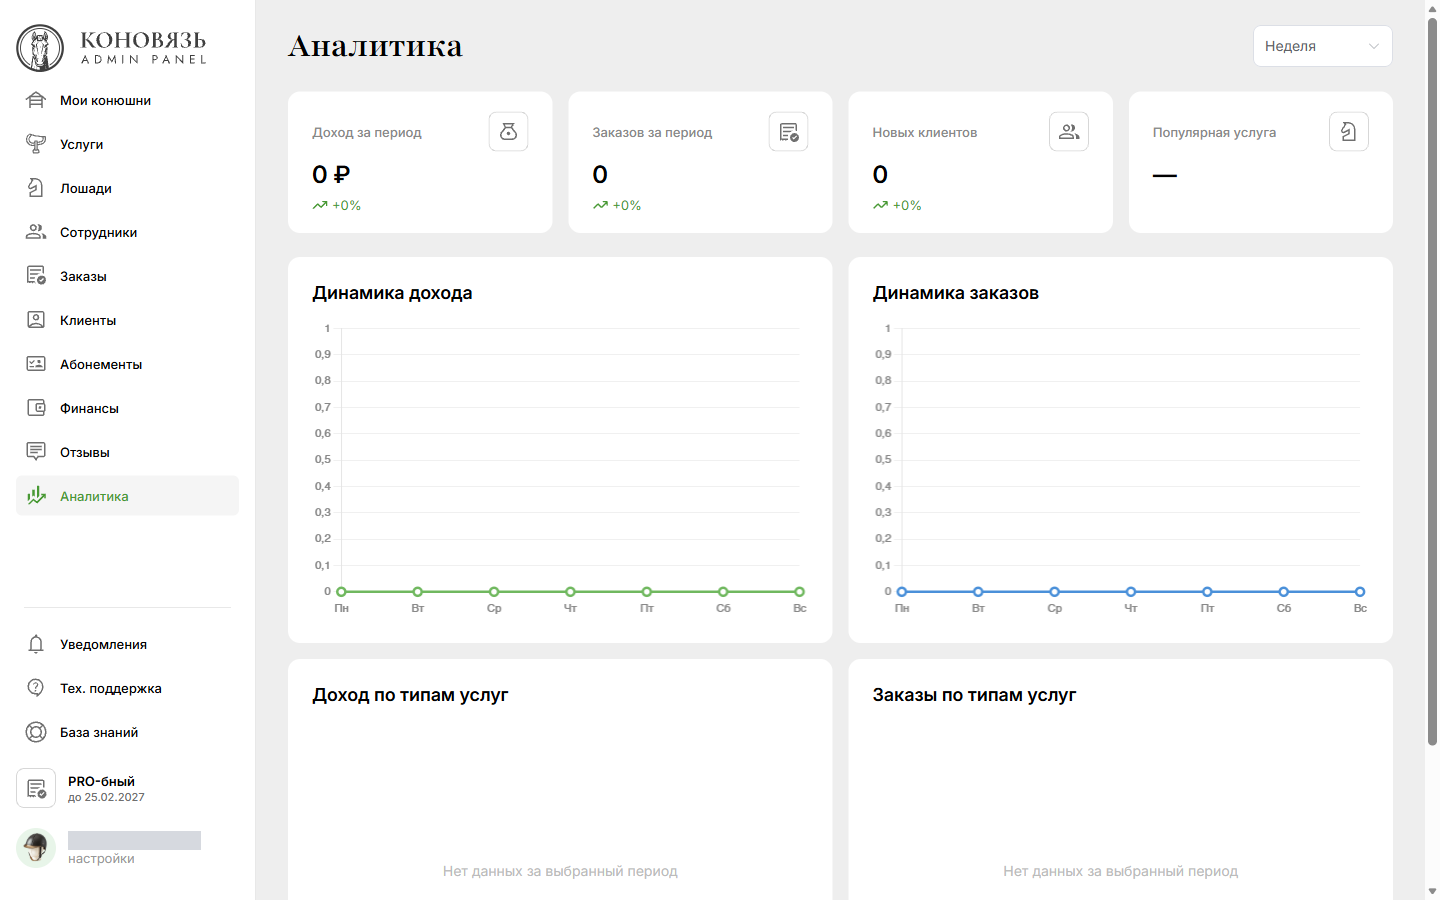 КОНОВЯЗЬ
ADMIN PANEL
Мои конюшни
Услуги
Лошади
Сотрудники
Заказы
Клиенты
Абонементы
Финансы
Отзывы
Аналитика
Уведомления
Тех. поддержка
База знаний
PRO-бный
до 25.02.2027
настройки
Аналитика
Неделя
Доход за период
0 ₽
+0%
Заказов за период
0
+0%
Новых клиентов
0
+0%
Популярная услуга
—
Динамика дохода
1
0,9
0,8
0,7
0,6
0,5
0,4
0,3
0,2
0,1
0
Пн Вт Ср Чт Пт Сб Вс
Динамика заказов
1
0,9
0,8
0,7
0,6
0,5
0,4
0,3
0,2
0,1
0
Пн Вт Ср Чт Пт Сб Вс
Доход по типам услуг
Нет данных за выбранный период
Заказы по типам услуг
Нет данных за выбранный период